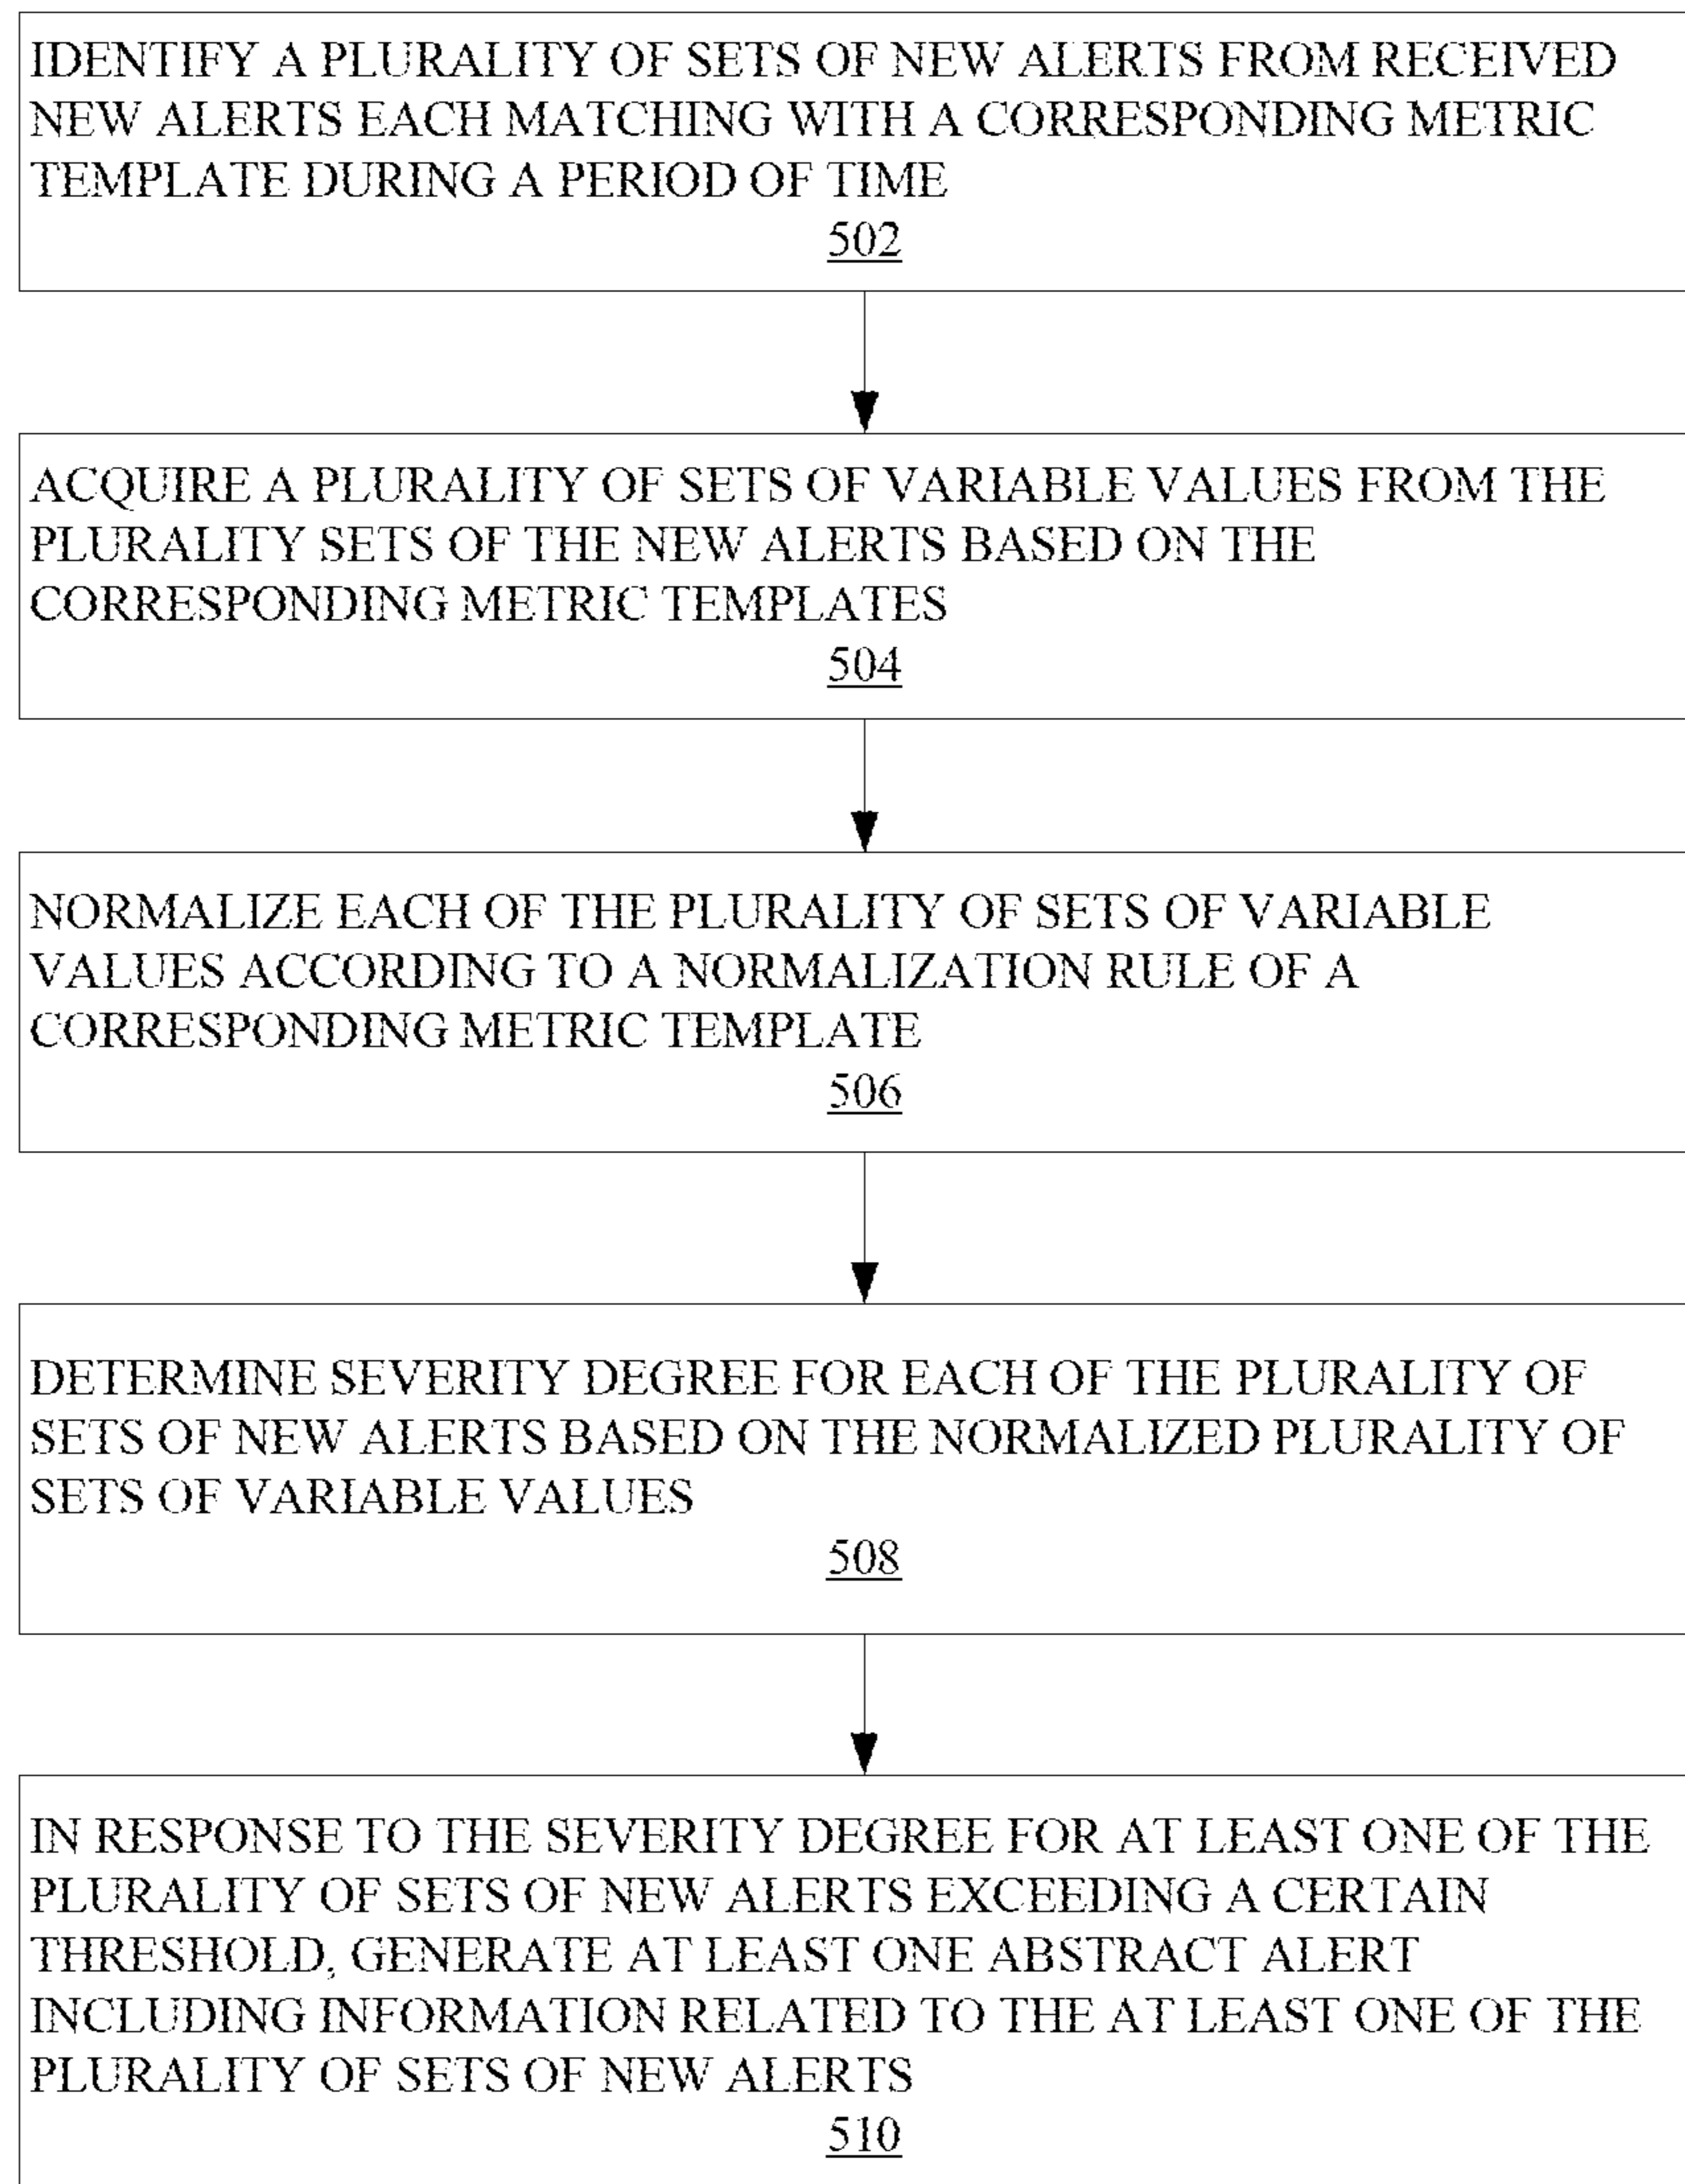 IDENTIFY A PLURALITY OF SETS OF NEW ALERTS FROM RECEIVED
NEW ALERTS EACH MATCHING WITH A CORRESPONDING METRIC
TEMPLATE DURING A PERIOD OF TIME
502
ACQUIRE A PLURALITY OF SETS OF VARIABLE VALUES FROM THE
PLURALITY SETS OF THE NEW ALERTS BASED ON THE
CORRESPONDING METRIC TEMPLATES
504
NORMALIZE EACH OF THE PLURALITY OF SETS OF VARIABLE
VALUES ACCORDING TO A NORMALIZATION RULE OF A
CORRESPONDING METRIC TEMPLATE
506
DETERMINE SEVERITY DEGREE FOR EACH OF THE PLURALITY OF
SETS OF NEW ALERTS BASED ON THE NORMALIZED PLURALITY OF
SETS OF VARIABLE VALUES
508
IN RESPONSE TO THE SEVERITY DEGREE FOR AT LEAST ONE OF THE
PLURALITY OF SETS OF NEW ALERTS EXCEEDING A CERTAIN
THRESHOLD, GENERATE AT LEAST ONE ABSTRACT ALERT
INCLUDING INFORMATION RELATED TO THE AT LEAST ONE OF THE
PLURALITY OF SETS OF NEW ALERTS
510